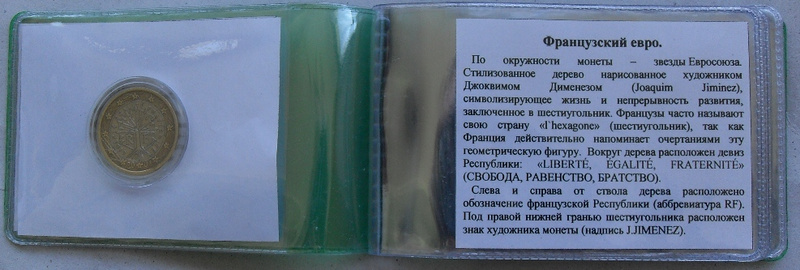 Французский евро.
По окружности монеты – звезды Евросоюза.
Стилизованное дерево нарисованное художником
Джоквимом Дименезом (Joaquim Jiminez),
символизирующее жизнь и непрерывность развития,
заключенное в шестиугольник. Французы часто называют
свою страну «l`hexagone» (шестиугольник), так как
Франция действительно напоминает очертаниями эту
геометрическую фигуру. Вокруг дерева расположен девиз
Республики: «LIBERTÉ, ÉGALITÉ, FRATERNITÉ»
(СВОБОДА, РАВЕНСТВО, БРАТСТВО).
Слева и справа от ствола дерева расположено
обозначение французской Республики (аббревиатура RF).
Под правой нижней гранью шестиугольника расположен
знак художника монеты (надпись J.JIMENEZ).